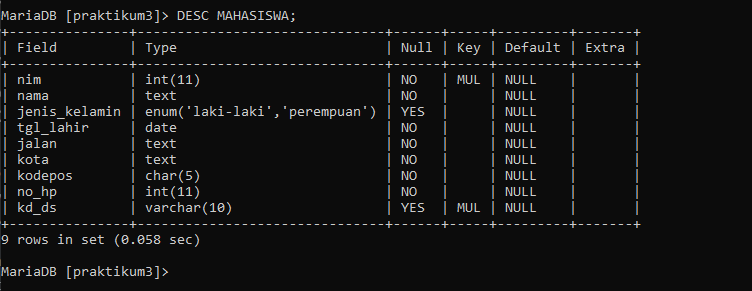 MariaDB [praktikum3]> DESC MAHASISWA;
+---------------+-------------------------------+------+-----+---------+-------+
| Field         | Type                          | Null | Key | Default | Extra |
+---------------+-------------------------------+------+-----+---------+-------+
| nim           | int(11)                       | NO   | MUL | NULL    |       |
| nama          | text                          | NO   |     | NULL    |       |
| jenis_kelamin | enum('laki-laki','perempuan') | YES  |     | NULL    |       |
| tgl_lahir     | date                          | NO   |     | NULL    |       |
| jalan         | text                          | NO   |     | NULL    |       |
| kota          | text                          | NO   |     | NULL    |       |
| kodepos       | char(5)                       | NO   |     | NULL    |       |
| no_hp         | int(11)                       | NO   |     | NULL    |       |
| kd_ds         | varchar(10)                   | YES  | MUL | NULL    |       |
+---------------+-------------------------------+------+-----+---------+-------+
9 rows in set (0.058 sec)
MariaDB [praktikum3]>